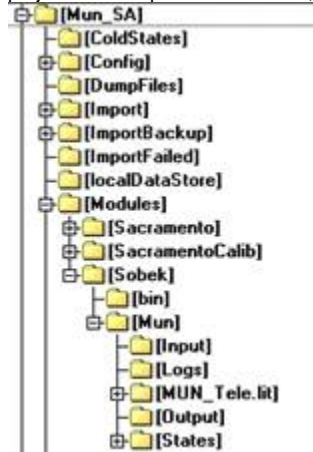 [Mun_SA]
[ColdStates]
[Config]
[DumpFiles]
[Import]
[ImportBackup]
[ImportFailed]
[localDataStore]
[Modules]
[Sacramento]
[SacramentoCalib]
[Sobek]
[bin]
[Mun]
[Input]
[Logs]
[MUN_Tele.lit]
[Output]
[States]